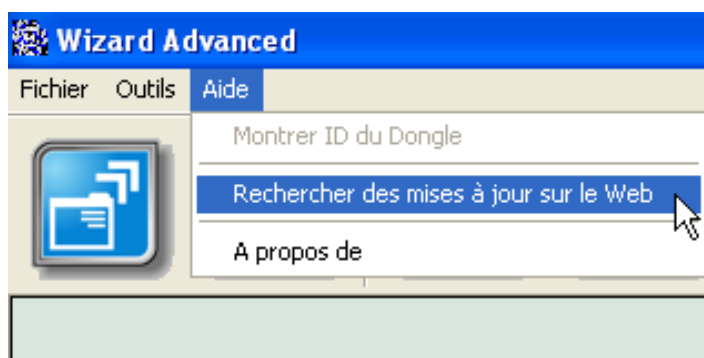 Wizard Advanced
Fichier Outils Aide
Montrer ID du Dongle
Rechercher des mises à jour sur le Web
A propos de